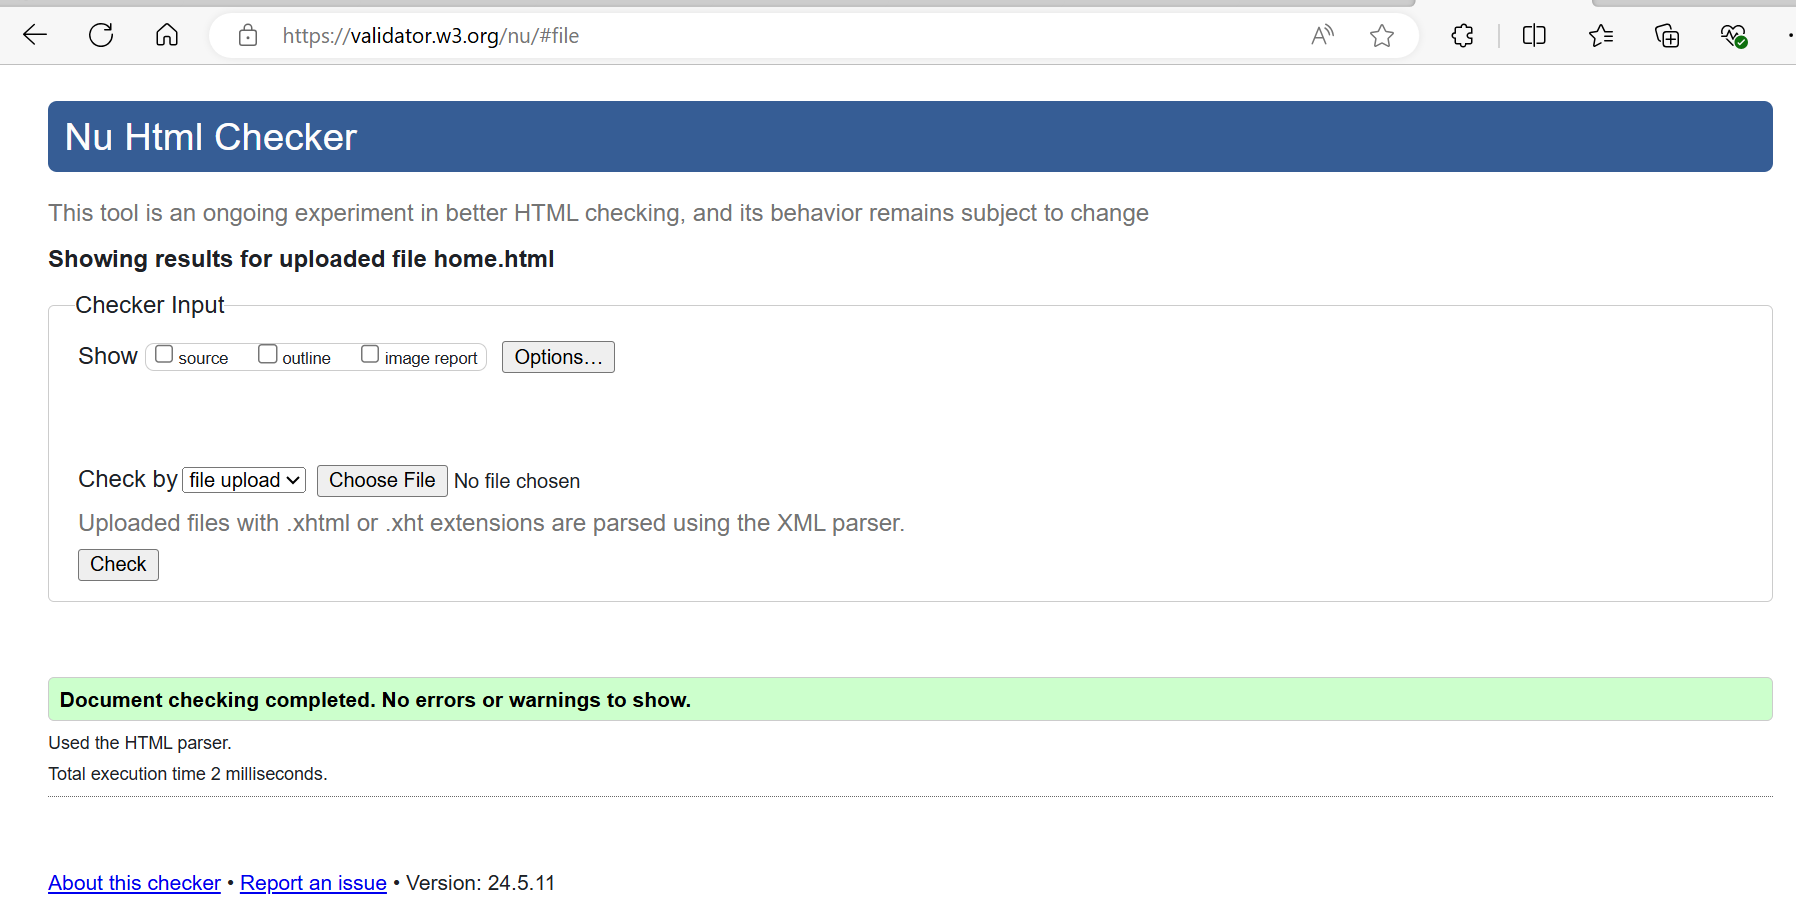 https://validator.w3.org/nu/#file
Nu Html Checker
This tool is an ongoing experiment in better HTML checking, and its behavior remains subject to change
Showing results for uploaded file home.html
Checker Input
Show source outline image report Options...
Check by file upload Choose File No file chosen
Uploaded files with .xhtml or .xht extensions are parsed using the XML parser.
Check
Document checking completed. No errors or warnings to show.
Used the HTML parser.
Total execution time 2 milliseconds.
About this checker • Report an issue • Version: 24.5.11